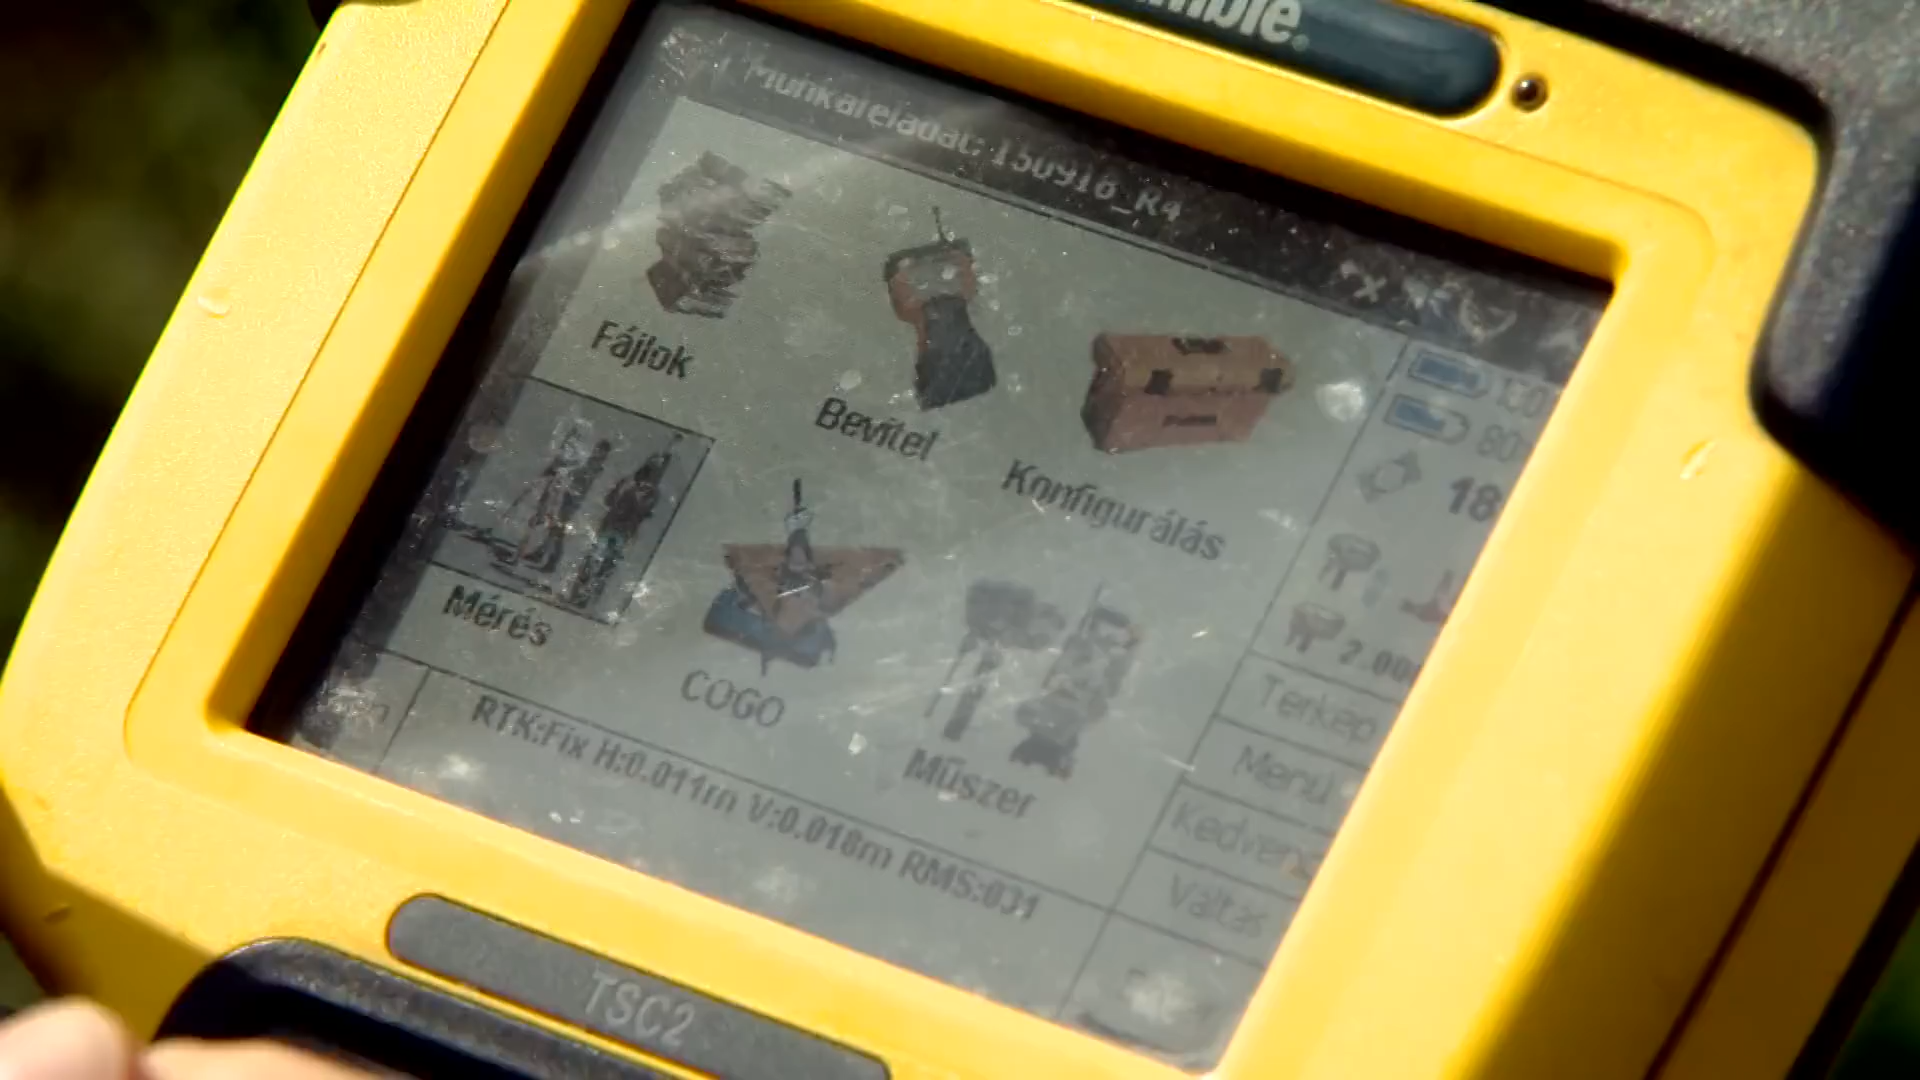 Munkafeladat: 150916_R4
Fájlok
Bevitel
Konfigurálás
Mérés
COGO
Műszer
18
Térkép
Menü
Váltás
RTK:Fix H:0.011m V:0.018m RMS:031
TSC2